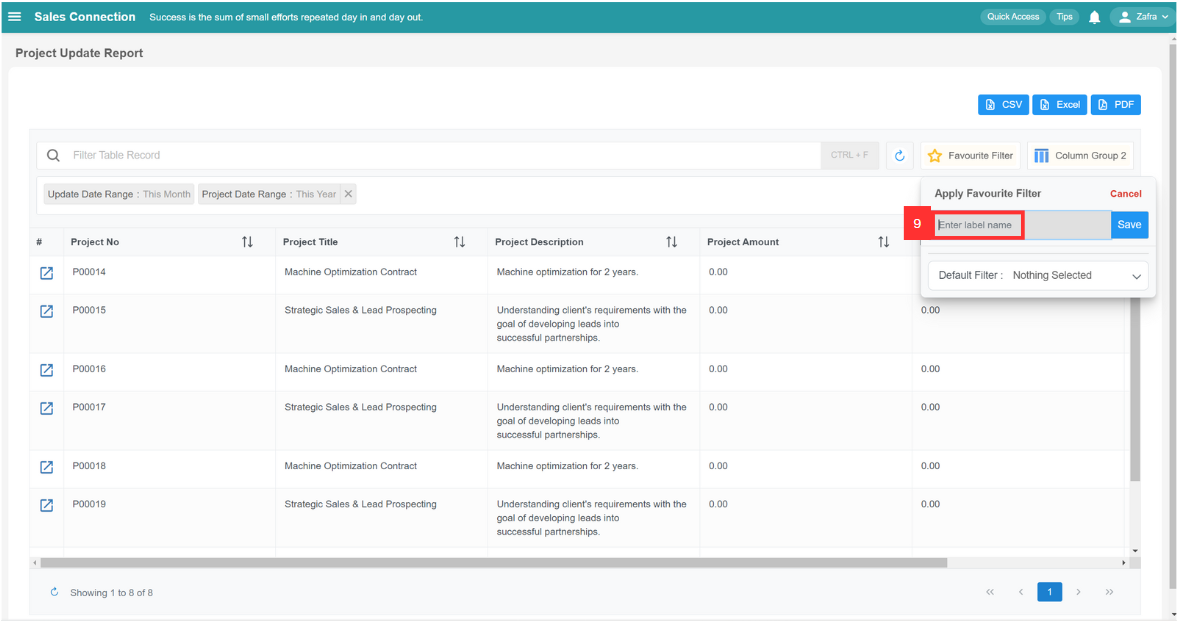 Sales Connection Success is the sum of small efforts repeated day in and day out. Quick Access Tips Zafra
Project Update Report
CSV Excel PDF
Filter Table Record CTRL + F Favourite Filter Column Group 2
Update Date Range : This Month Project Date Range : This Year
Apply Favourite Filter Cancel
9 Enter label name Save
Default Filter : Nothing Selected
# Project No Project Title Project Description Project Amount
P00014 Machine Optimization Contract Machine optimization for 2 years. 0.00
P00015 Strategic Sales & Lead Prospecting Understanding client's requirements with the 0.00 0.00
goal of developing leads into
successful partnerships.
P00016 Machine Optimization Contract Machine optimization for 2 years. 0.00 0.00
P00017 Strategic Sales & Lead Prospecting Understanding client's requirements with the 0.00 0.00
goal of developing leads into
successful partnerships.
P00018 Machine Optimization Contract Machine optimization for 2 years. 0.00 0.00
P00019 Strategic Sales & Lead Prospecting Understanding client's requirements with the 0.00 0.00
goal of developing leads into
successful partnerships.
Showing 1 to 8 of 8 « ‹ 1 › »